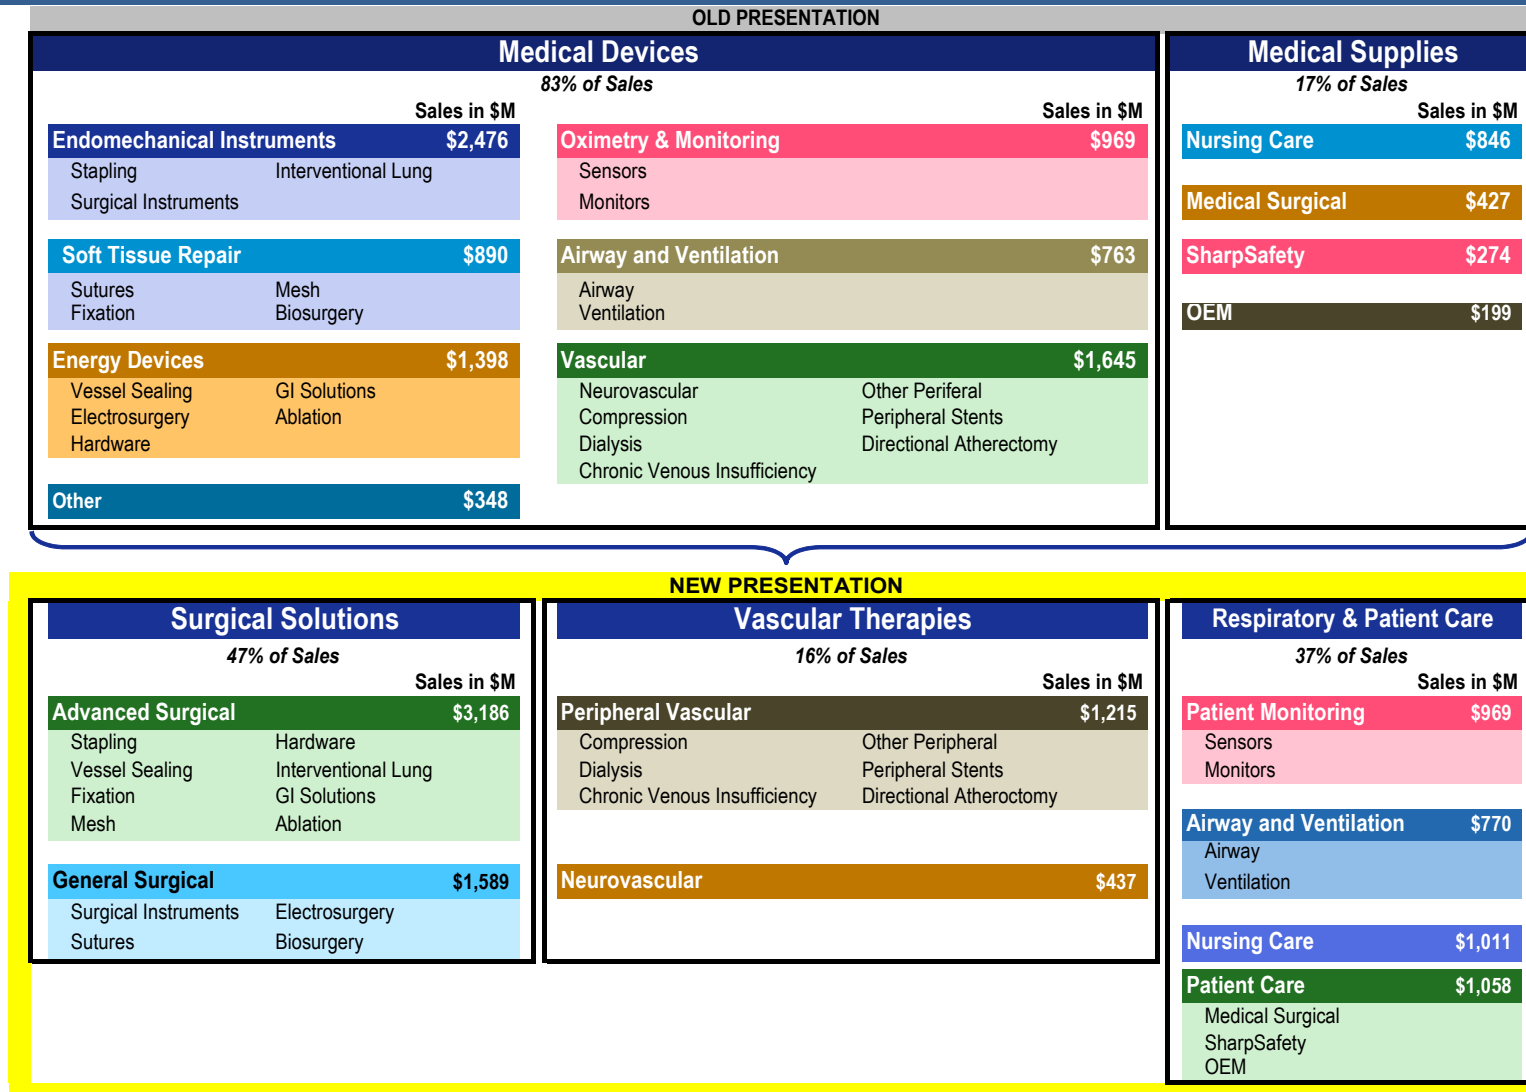 OLD PRESENTATION
Medical Devices
83% of Sales
Sales in $M Sales in $M
Endomechanical Instruments $2,476
Stapling Interventional Lung
Surgical Instruments
Soft Tissue Repair $890
Sutures Mesh
Fixation Biosurgery
Energy Devices $1,398
Vessel Sealing GI Solutions
Electrosurgery Ablation
Hardware
Other $348
Oximetry & Monitoring $969
Sensors
Monitors
Airway and Ventilation $763
Airway
Ventilation
Vascular $1,645
Neurovascular Other Periferal
Compression Peripheral Stents
Dialysis Directional Atherectomy
Chronic Venous Insufficiency
Medical Supplies
17% of Sales
Sales in $M
Nursing Care $846
Medical Surgical $427
SharpSafety $274
OEM $199
NEW PRESENTATION
Surgical Solutions
47% of Sales
Sales in $M
Advanced Surgical $3,186
Stapling Hardware
Vessel Sealing Interventional Lung
Fixation GI Solutions
Mesh Ablation
General Surgical $1,589
Surgical Instruments Electrosurgery
Sutures Biosurgery
Vascular Therapies
16% of Sales
Sales in $M
Peripheral Vascular $1,215
Compression Other Peripheral
Dialysis Peripheral Stents
Chronic Venous Insufficiency Directional Atheroctomy
Neurovascular $437
Respiratory & Patient Care
37% of Sales
Sales in $M
Patient Monitoring $969
Sensors
Monitors
Airway and Ventilation $770
Airway
Ventilation
Nursing Care $1,011
Patient Care $1,058
Medical Surgical
SharpSafety
OEM